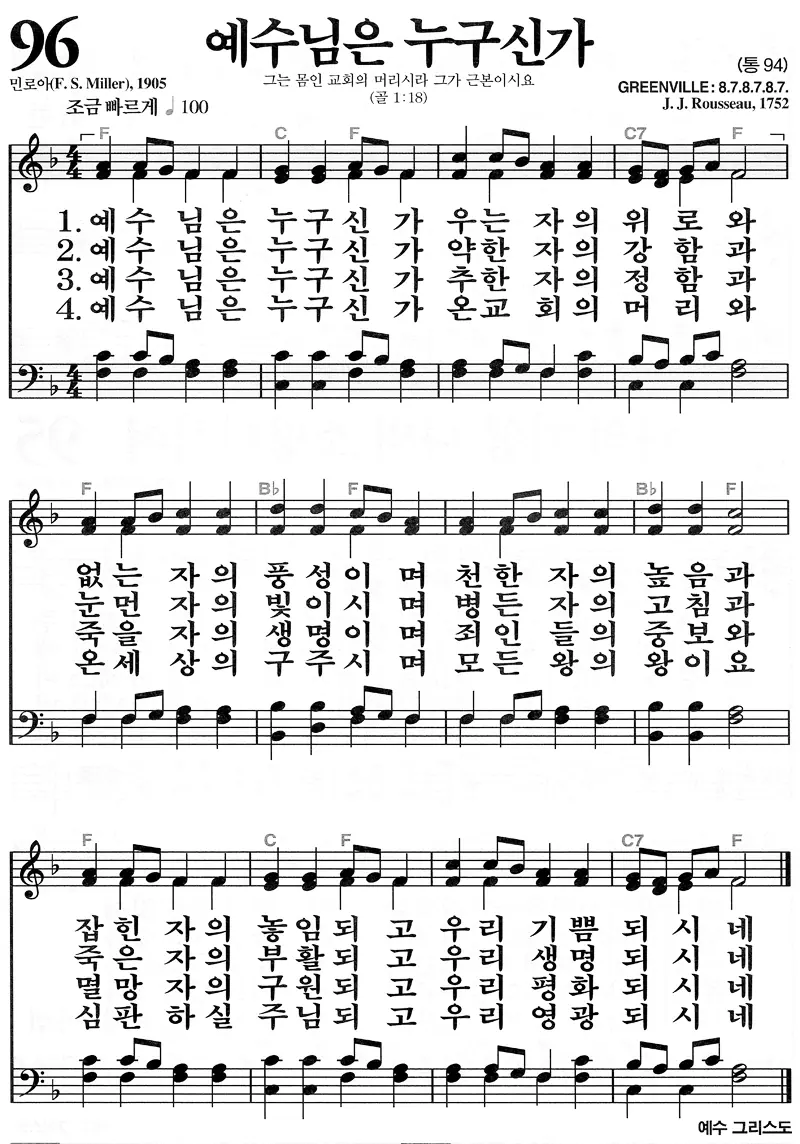 96
예수님은 누구신가
(통 94)
민로아(F. S. Miller), 1905
그는 몸인 교회의 머리시라 그가 근본이시요
(골 1:18)
GREENVILLE: 8.7.8.7.8.7.
J. J. Rousseau, 1752
조금 빠르게 ♩ 100
F C F C7 F
4 4
1. 예수 님은 누구신 가 우는 자의 위로와
2. 예수 님은 누구신 가 약한 자의 강함과
3. 예수 님은 누구신 가 추한 자의 정함과
4. 예수 님은 누구신 가 온교 회의 머리와
4 4
F B♭ F B♭ F
없는 자의 풍성이 며 천한 자의 높음과
눈먼 자의 빛이시 며 병든 자의 고침과
죽을 자의 생명이 며 죄인 들의 중보와
온세 상의 구주시 며 모든 왕의 왕이요
F C F C7 F
잡힌 자의 놓임되 고 우리 기쁨 되시네
죽은 자의 부활되 고 우리 생명 되시네
멸망 자의 구원되 고 우리 평화 되시네
심판 하실 주님되 고 우리 영광 되시네
예수 그리스도